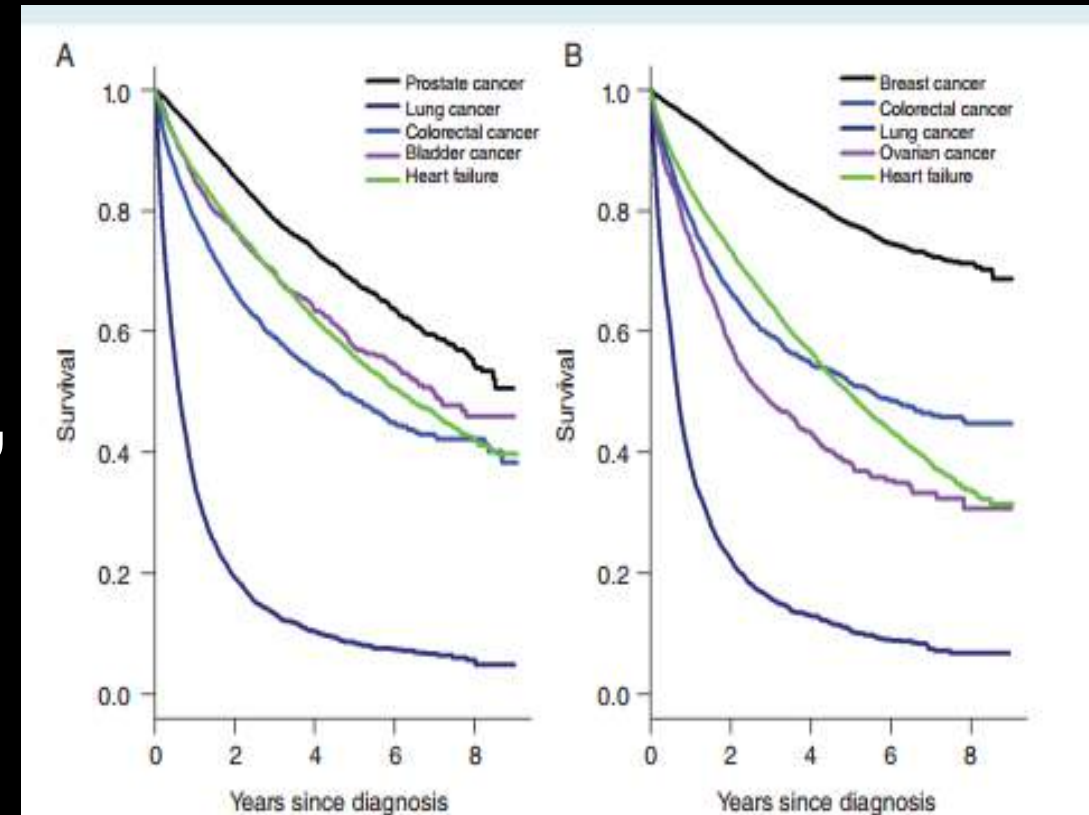 A
Prostate cancer
Lung cancer
Colorectal cancer
Bladder cancer
Heart failure
1.0
0.8
0.6
0.4
0.2
0.0
Survival
0 2 4 6 8
Years since diagnosis
B
Breast cancer
Colorectal cancer
Lung cancer
Ovarian cancer
Heart failure
1.0
0.8
0.6
0.4
0.2
0.0
Survival
0 2 4 6 8
Years since diagnosis